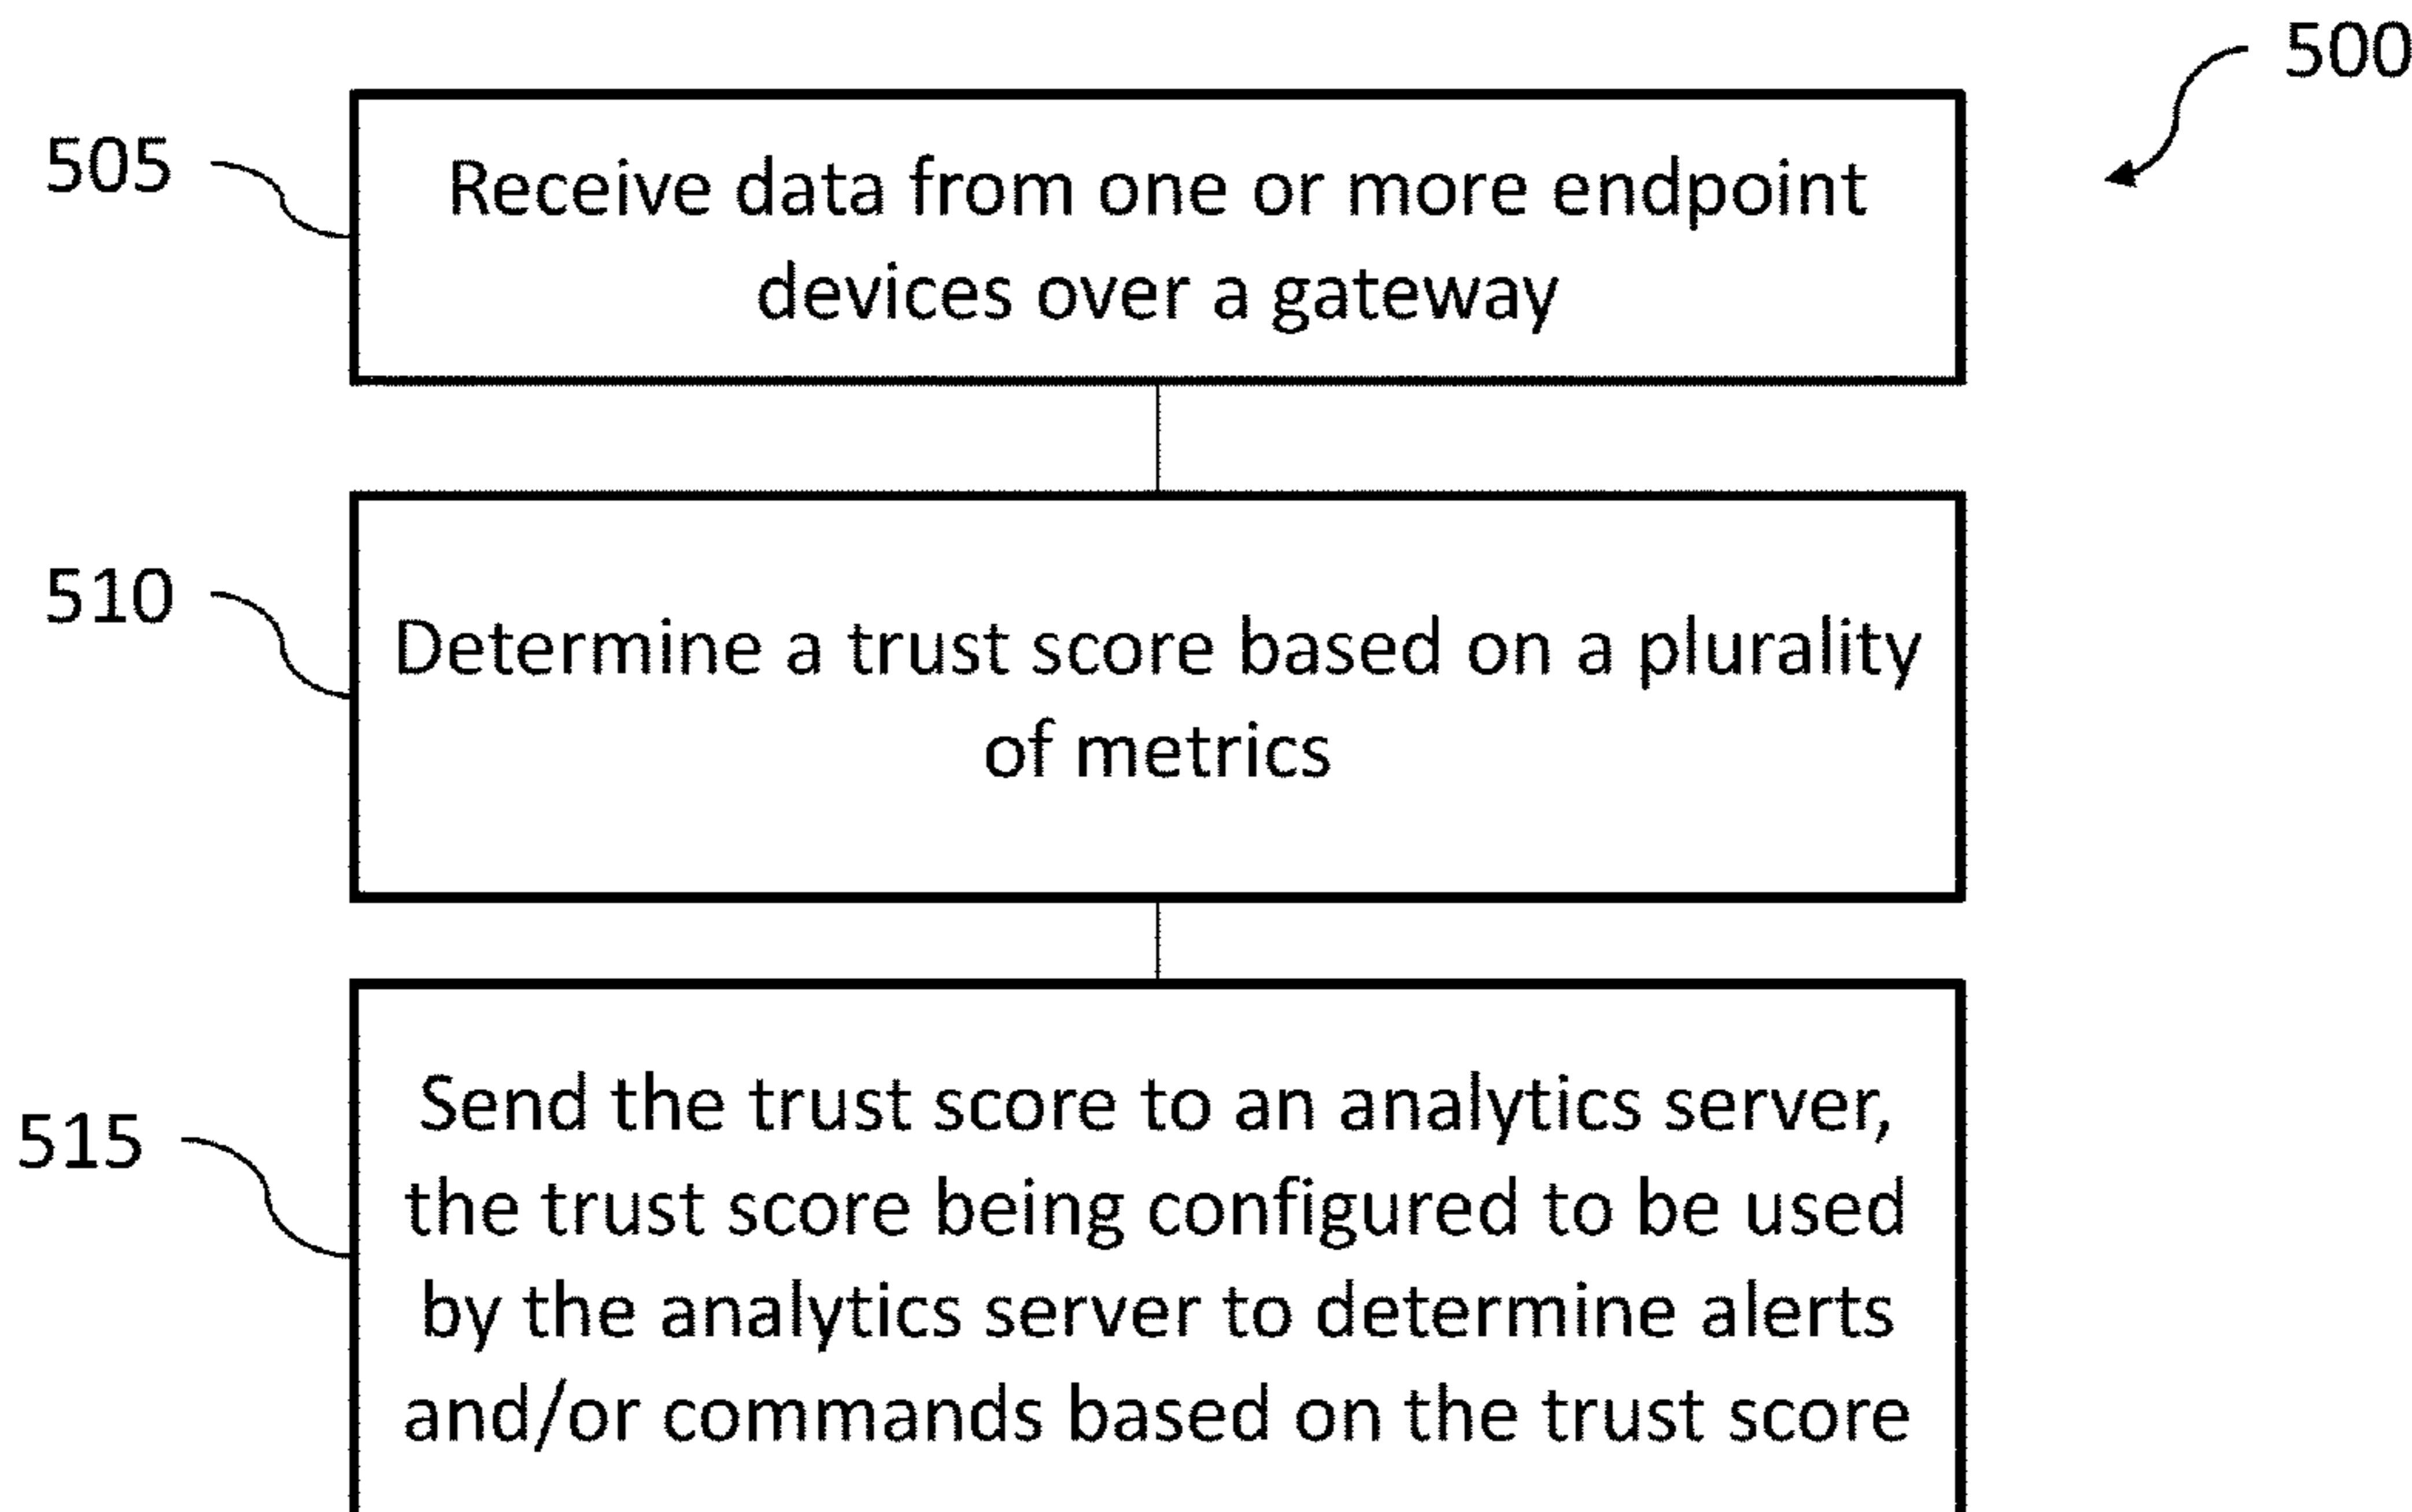 500
505
Receive data from one or more endpoint
devices over a gateway
510
Determine a trust score based on a plurality
of metrics
515
Send the trust score to an analytics server,
the trust score being configured to be used
by the analytics server to determine alerts
and/or commands based on the trust score